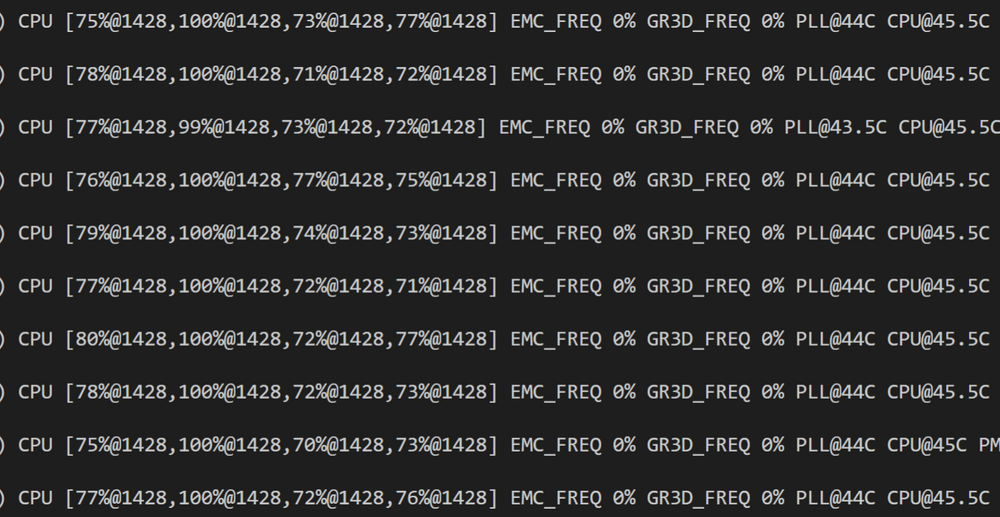 ) CPU [75%@1428,100%@1428,73%@1428,77%@1428] EMC_FREQ 0% GR3D_FREQ 0% PLL@44C CPU@45.5C
) CPU [78%@1428,100%@1428,71%@1428,72%@1428] EMC_FREQ 0% GR3D_FREQ 0% PLL@44C CPU@45.5C
) CPU [77%@1428,99%@1428,73%@1428,72%@1428] EMC_FREQ 0% GR3D_FREQ 0% PLL@43.5C CPU@45.5C
) CPU [76%@1428,100%@1428,77%@1428,75%@1428] EMC_FREQ 0% GR3D_FREQ 0% PLL@44C CPU@45.5C
) CPU [79%@1428,100%@1428,74%@1428,73%@1428] EMC_FREQ 0% GR3D_FREQ 0% PLL@44C CPU@45.5C
) CPU [77%@1428,100%@1428,72%@1428,71%@1428] EMC_FREQ 0% GR3D_FREQ 0% PLL@44C CPU@45.5C
) CPU [80%@1428,100%@1428,72%@1428,77%@1428] EMC_FREQ 0% GR3D_FREQ 0% PLL@44C CPU@45.5C
) CPU [78%@1428,100%@1428,72%@1428,73%@1428] EMC_FREQ 0% GR3D_FREQ 0% PLL@44C CPU@45.5C
) CPU [75%@1428,100%@1428,70%@1428,73%@1428] EMC_FREQ 0% GR3D_FREQ 0% PLL@44C CPU@45C PM
) CPU [77%@1428,100%@1428,72%@1428,76%@1428] EMC_FREQ 0% GR3D_FREQ 0% PLL@44C CPU@45.5C